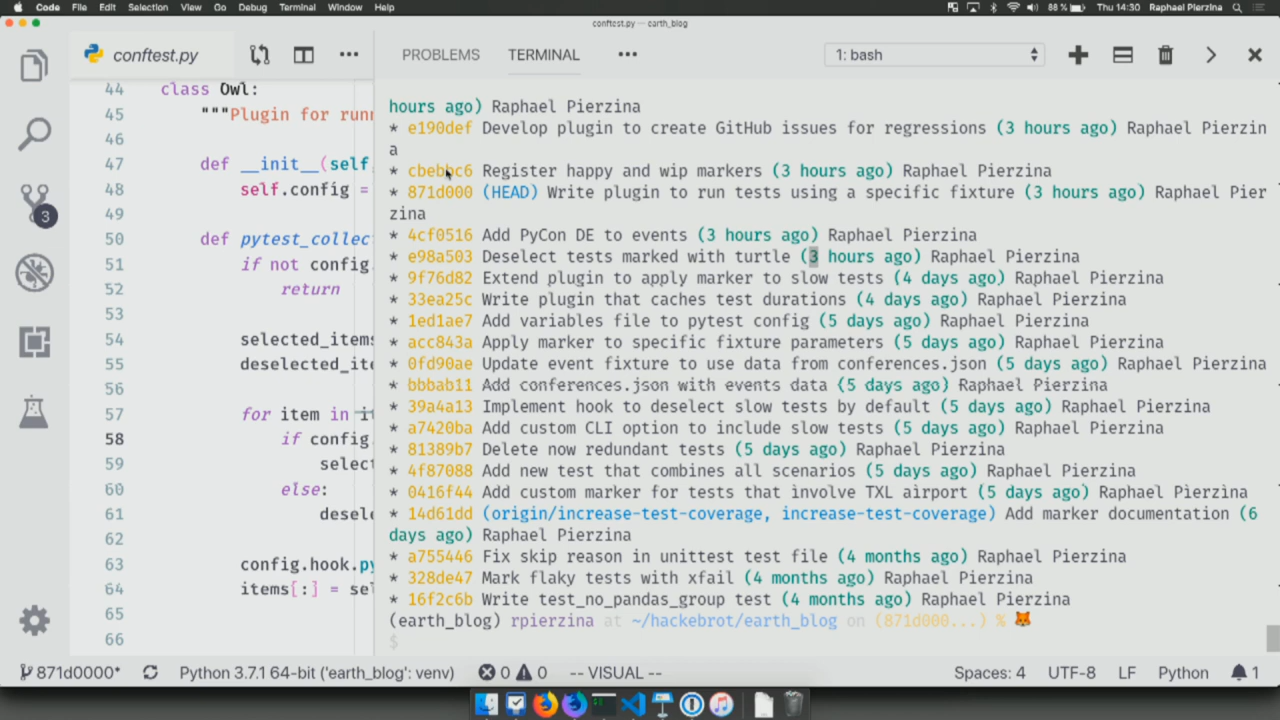 Code File Edit Selection View Go Debug Terminal Window Help 88% Thu 14:30 Raphael Pierzina
conftest.py — earth_blog
conftest.py
PROBLEMS TERMINAL 1: bash
44 class Owl:
45 """Plugin for runn
46
47 def __init__(self,
48 self.config =
49
50 def pytest_collec
51 if not config.
52 return
53
54 selected_items
55 deselected_ite
56
57 for item in it
58 if config.
59 select
60 else:
61 desele
62
63 config.hook.py
64 items[:] = sel
65
66
3
hours ago) Raphael Pierzina
* e190def Develop plugin to create GitHub issues for regressions (3 hours ago) Raphael Pierzin
a
* cbebbc6 Register happy and wip markers (3 hours ago) Raphael Pierzina
* 871d000 (HEAD) Write plugin to run tests using a specific fixture (3 hours ago) Raphael Pier
zina
* 4cf0516 Add PyCon DE to events (3 hours ago) Raphael Pierzina
* e98a503 Deselect tests marked with turtle (3 hours ago) Raphael Pierzina
* 9f76d82 Extend plugin to apply marker to slow tests (4 days ago) Raphael Pierzina
* 33ea25c Write plugin that caches test durations (4 days ago) Raphael Pierzina
* 1ed1ae7 Add variables file to pytest config (5 days ago) Raphael Pierzina
* acc843a Apply marker to specific fixture parameters (5 days ago) Raphael Pierzina
* 0fd90ae Update event fixture to use data from conferences.json (5 days ago) Raphael Pierzina
* bbbab11 Add conferences.json with events data (5 days ago) Raphael Pierzina
* 39a4a13 Implement hook to deselect slow tests by default (5 days ago) Raphael Pierzina
* a7420ba Add custom CLI option to include slow tests (5 days ago) Raphael Pierzina
* 81389b7 Delete now redundant tests (5 days ago) Raphael Pierzina
* 4f87088 Add new test that combines all scenarios (5 days ago) Raphael Pierzina
* 0416f44 Add custom marker for tests that involve TXL airport (5 days ago) Raphael Pierzina
* 14d61dd (origin/increase-test-coverage, increase-test-coverage) Add marker documentation (6
days ago) Raphael Pierzina
* a755446 Fix skip reason in unittest test file (4 months ago) Raphael Pierzina
* 328de47 Mark flaky tests with xfail (4 months ago) Raphael Pierzina
* 16f2c6b Write test_no_pandas_group test (4 months ago) Raphael Pierzina
(earth_blog) rpierzina at ~/hackebrot/earth_blog on (871d000...) % 🦊
$
871d0000* Python 3.7.1 64-bit ('earth_blog': venv) 0 0 -- VISUAL -- Spaces: 4 UTF-8 LF Python 1